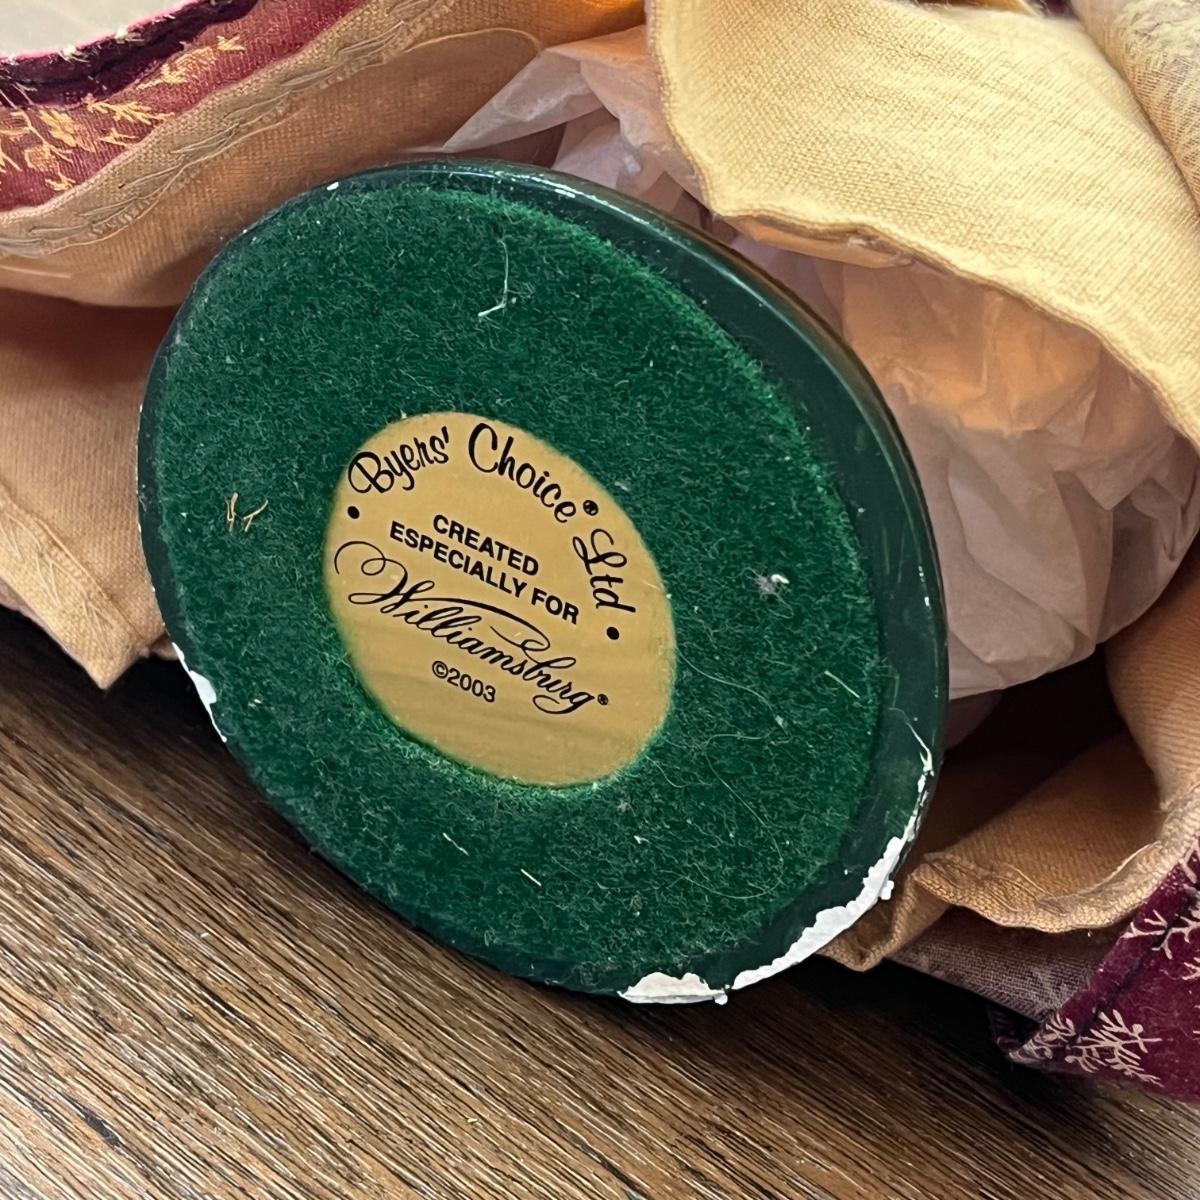 Byers' Choice® Ltd
• •
CREATED
ESPECIALLY FOR
Williamsburg®
©2003